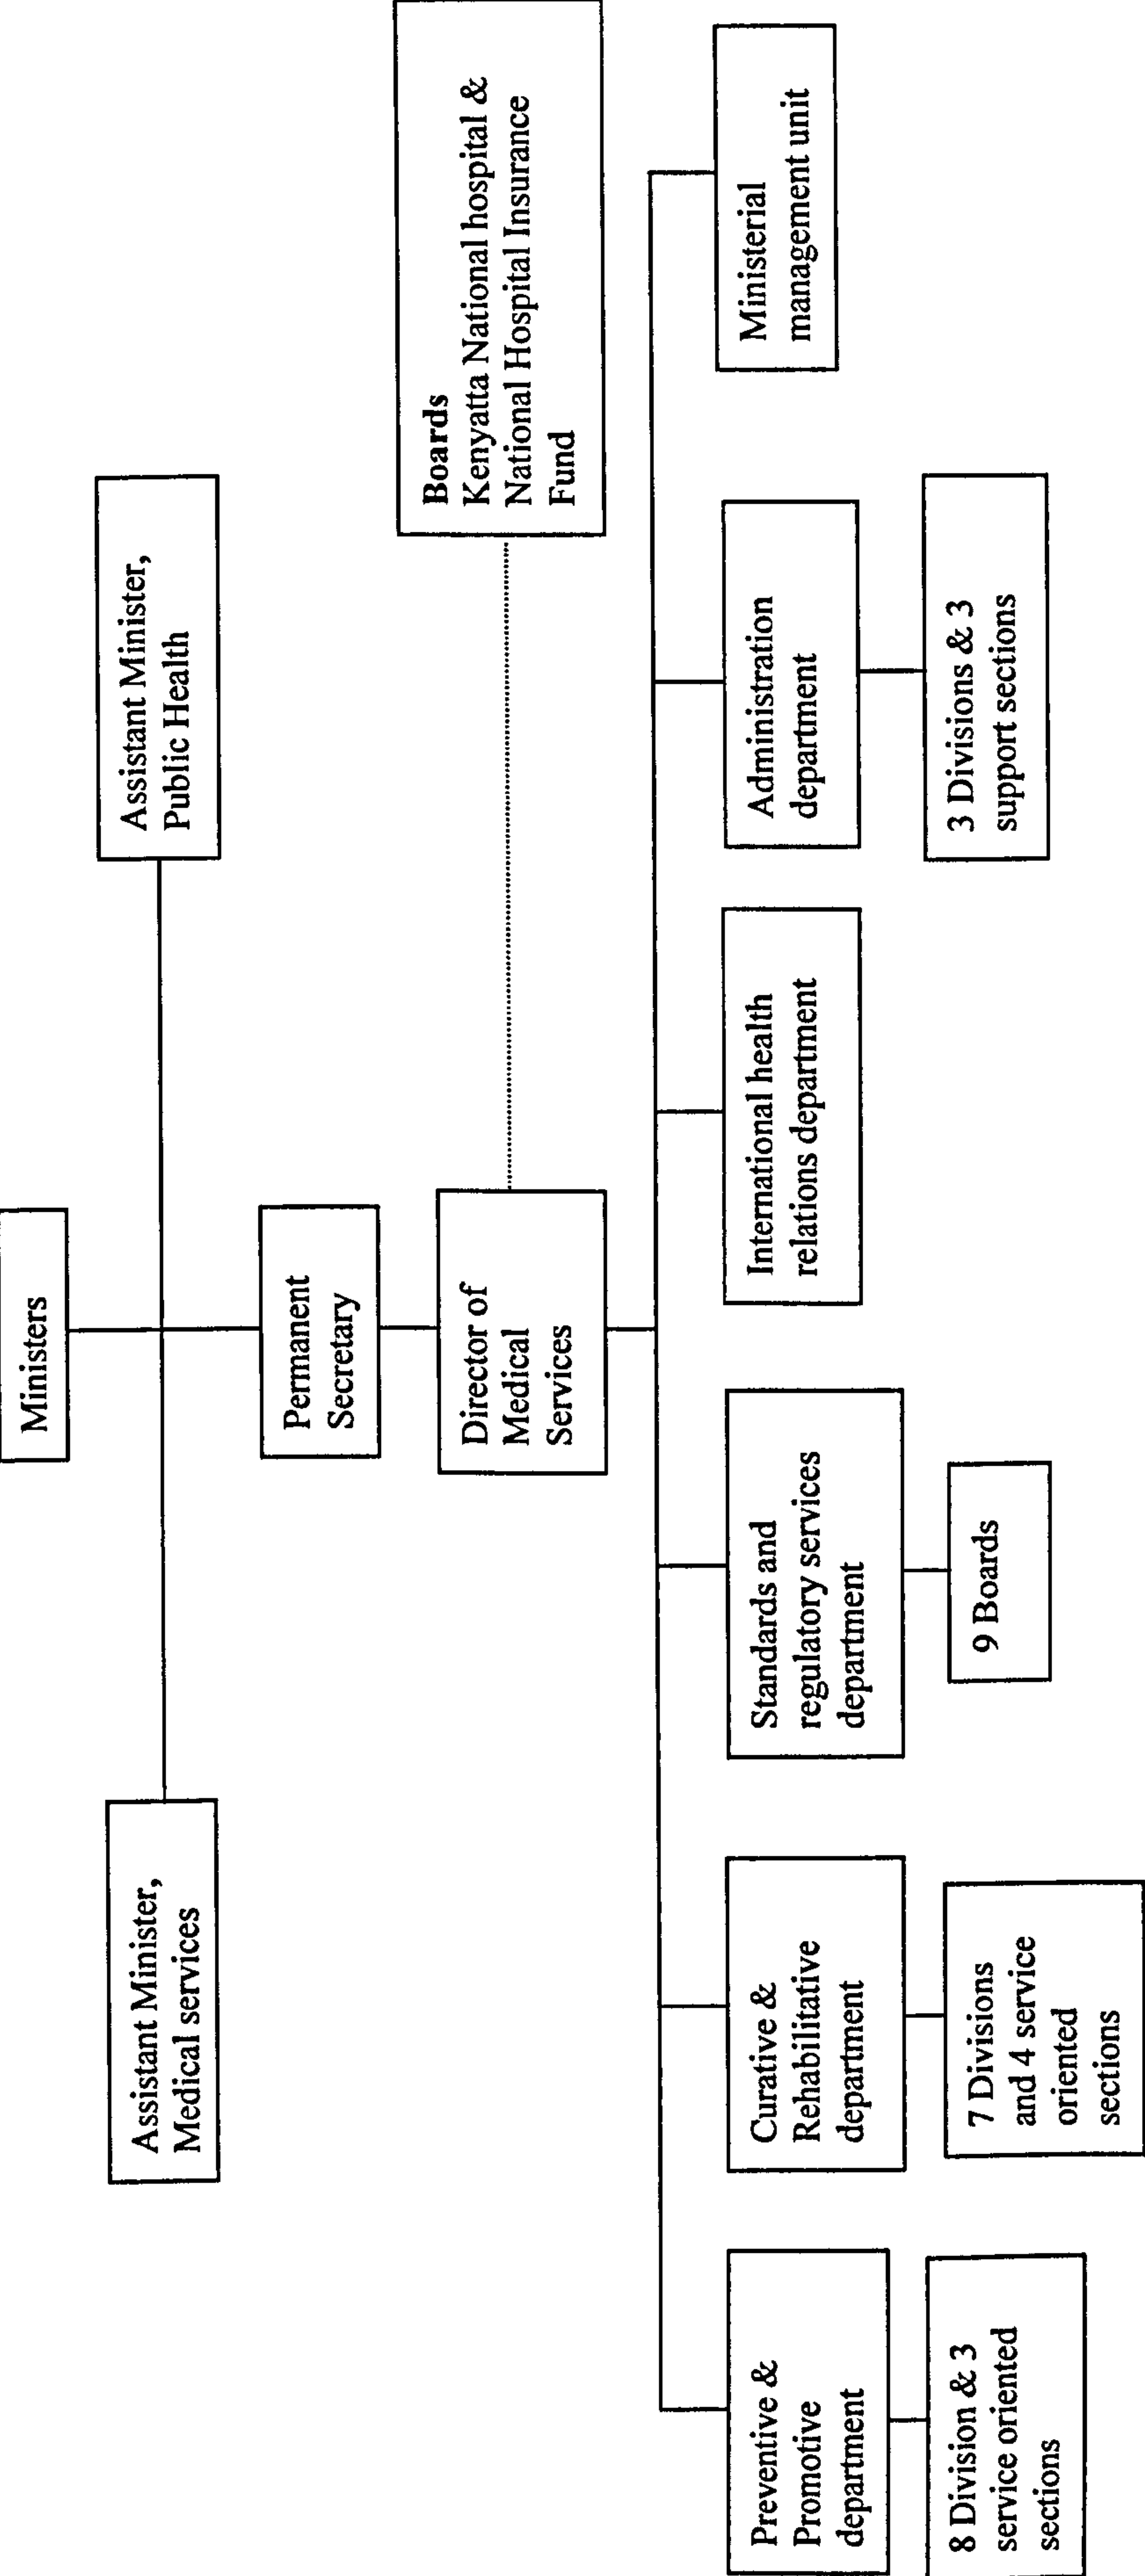 Ministers
Assistant Minister,
Medical services
Assistant Minister,
Public Health
Permanent
Secretary
Director of
Medical
Services
Boards
Kenyatta National hospital &
National Hospital Insurance
Fund
Preventive &
Promotive
department
Curative &
Rehabilitative
department
Standards and
regulatory services
department
International health
relations department
Administration
department
Ministerial
management unit
8 Division & 3
service oriented
sections
7 Divisions
and 4 service
oriented
sections
9 Boards
3 Divisions & 3
support sections